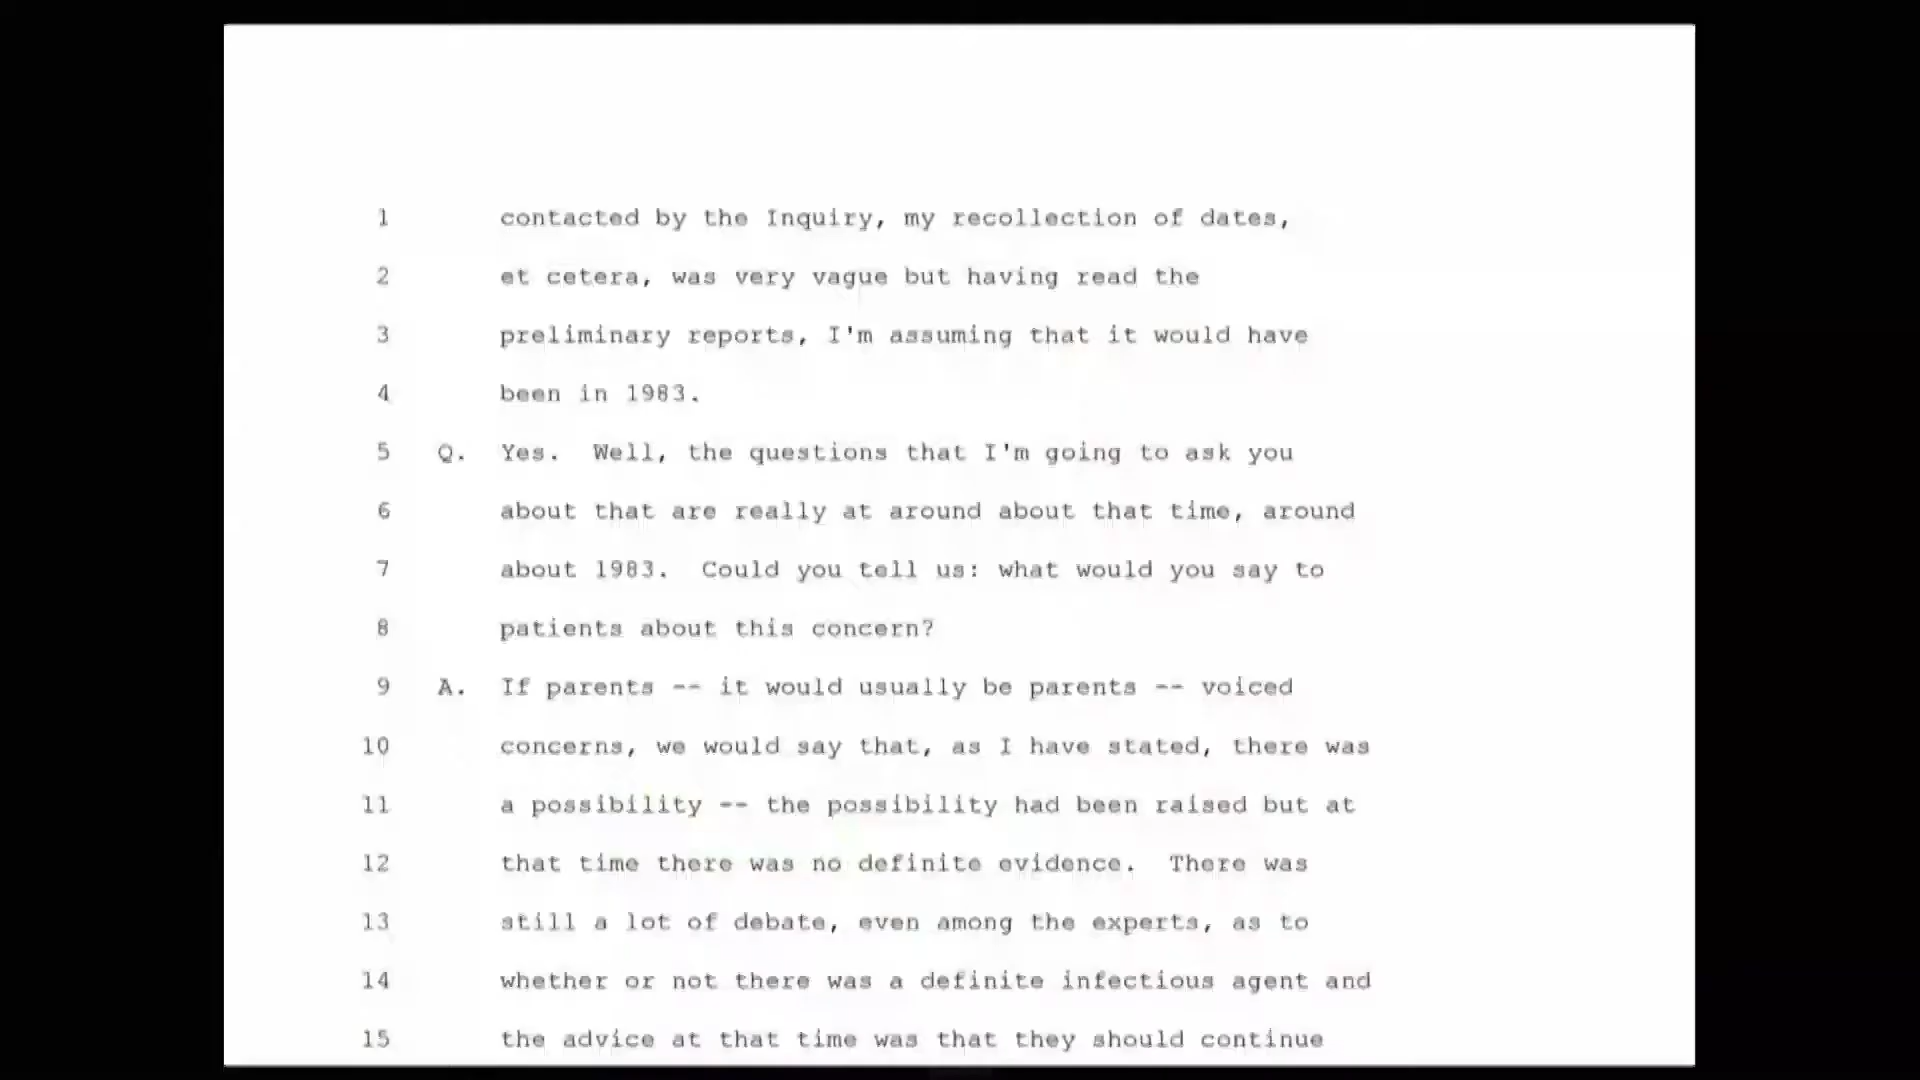 1 contacted by the Inquiry, my recollection of dates,
2 et cetera, was very vague but having read the
3 preliminary reports, I'm assuming that it would have
4 been in 1983.
5 Q. Yes. Well, the questions that I'm going to ask you
6 about that are really at around about that time, around
7 about 1983. Could you tell us: what would you say to
8 patients about this concern?
9 A. If parents -- it would usually be parents -- voiced
10 concerns, we would say that, as I have stated, there was
11 a possibility -- the possibility had been raised but at
12 that time there was no definite evidence. There was
13 still a lot of debate, even among the experts, as to
14 whether or not there was a definite infectious agent and
15 the advice at that time was that they should continue